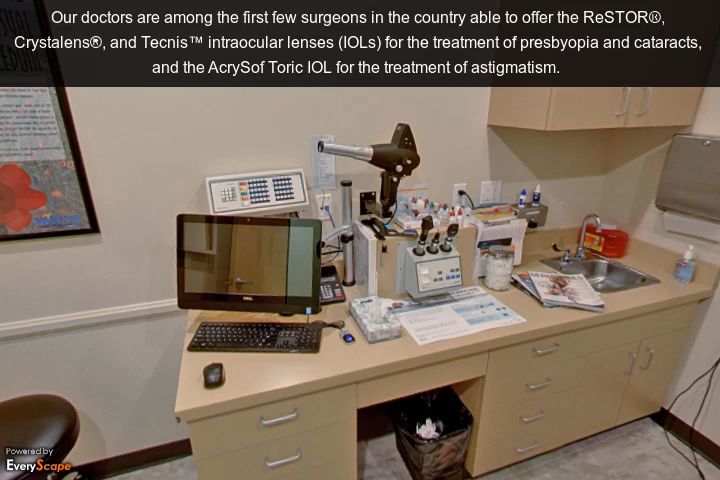 Our doctors are among the first few surgeons in the country able to offer the ReSTOR®,
Crystalens®, and Tecnis™ intraocular lenses (IOLs) for the treatment of presbyopia and cataracts,
and the AcrySof Toric IOL for the treatment of astigmatism.
DELL
Powered by
EveryScape